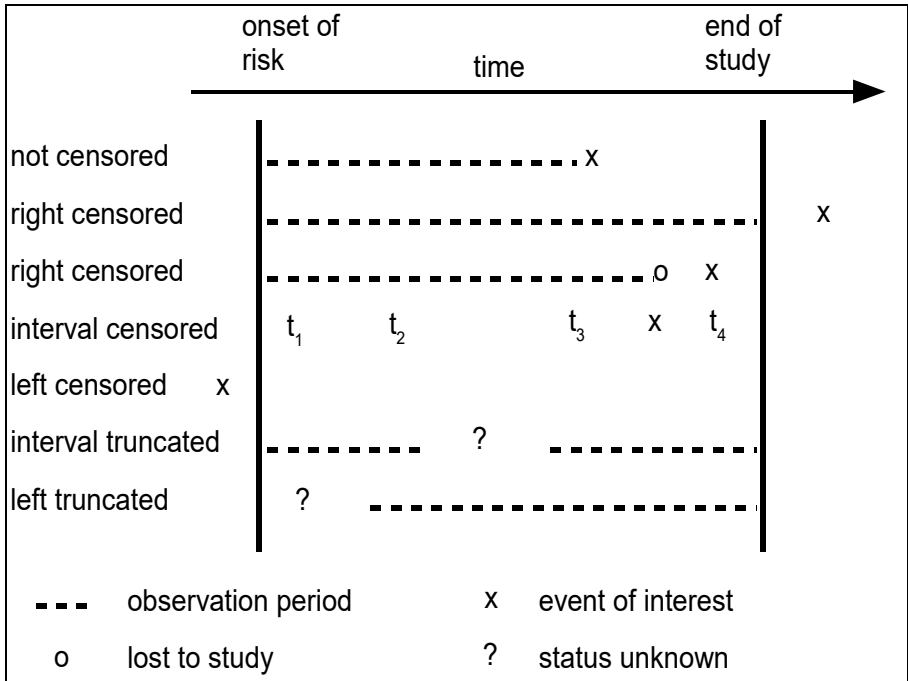 onset of
risk
time
end of
study
not censored x
right censored x
right censored o x
interval censored t1 t2 t3 x t4
left censored x
interval truncated ?
left truncated ?
observation period x event of interest
o lost to study ? status unknown